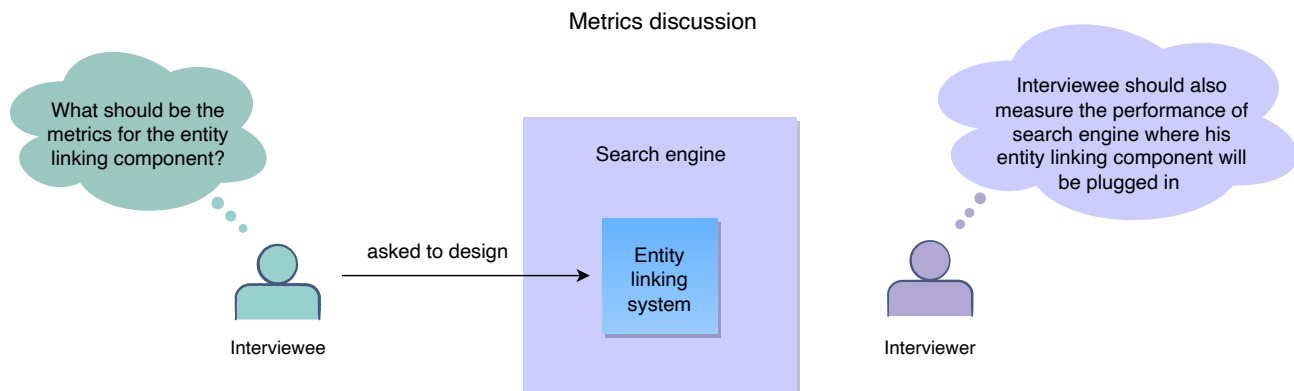 Metrics discussion
What should be the
metrics for the entity
linking component?
Interviewee should also
measure the performance of
search engine where his
entity linking component will
be plugged in
Search engine
asked to design
Entity
linking
system
Interviewee
Interviewer